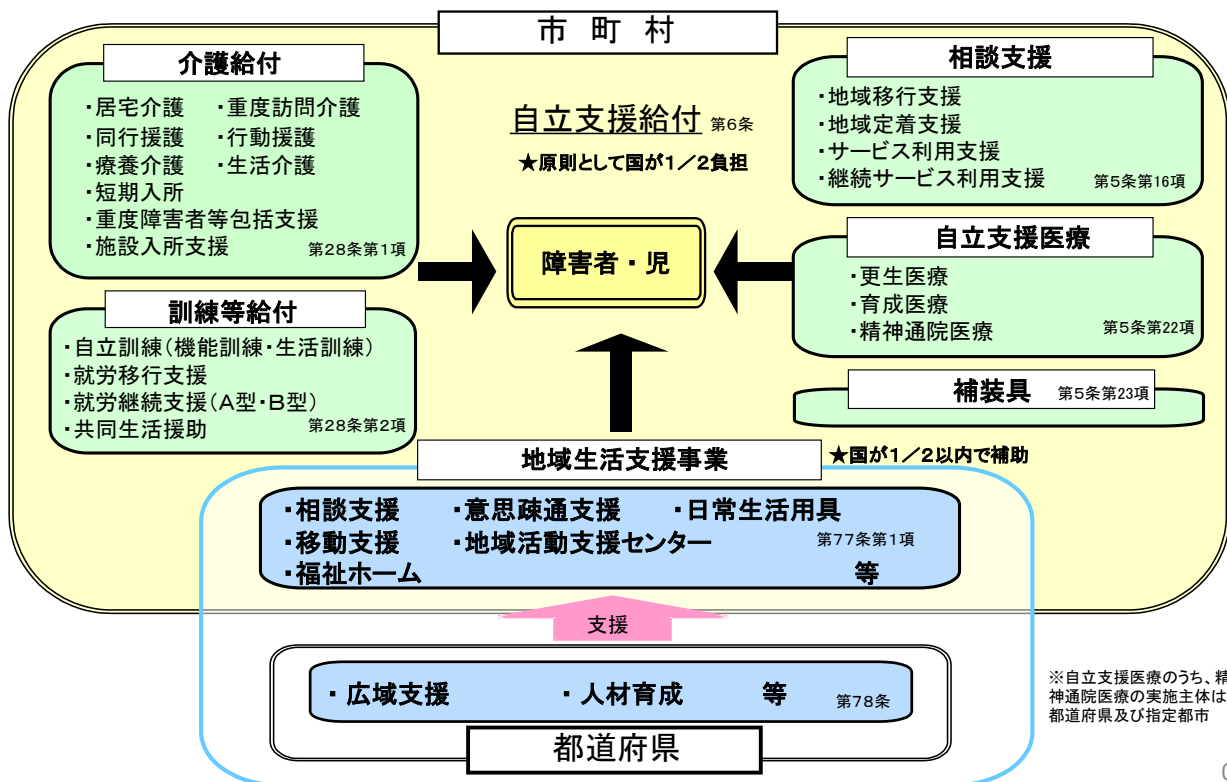 市 町 村
介護給付
・居宅介護 ・重度訪問介護
・同行援護 ・行動援護
・療養介護 ・生活介護
・短期入所
・重度障害者等包括支援
・施設入所支援 第28条第1項
訓練等給付
・自立訓練(機能訓練・生活訓練)
・就労移行支援
・就労継続支援(A型・B型)
・共同生活援助 第28条第2項
自立支援給付 第6条
★原則として国が1/2負担
障害者・児
相談支援
・地域移行支援
・地域定着支援
・サービス利用支援
・継続サービス利用支援 第5条第16項
自立支援医療
・更生医療
・育成医療
・精神通院医療 第5条第22項
補装具 第5条第23項
地域生活支援事業 ★国が1/2以内で補助
・相談支援 ・意思疎通支援 ・日常生活用具
・移動支援 ・地域活動支援センター 第77条第1項
・福祉ホーム 等
支援
・広域支援 ・人材育成 等 第78条
都道府県
※自立支援医療のうち、精
神通院医療の実施主体は
都道府県及び指定都市